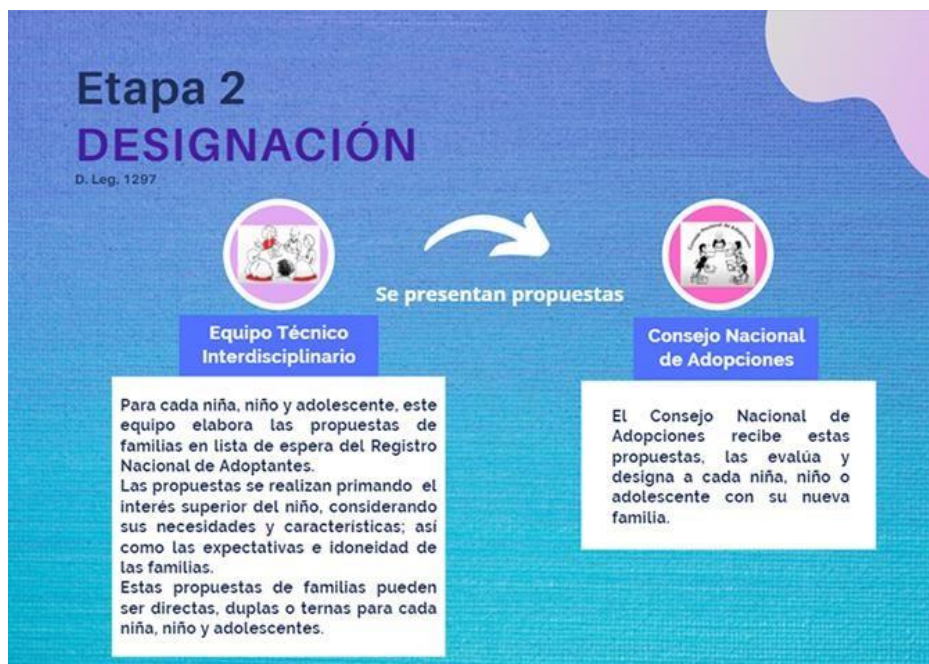 Etapa 2
DESIGNACIÓN
D. Leg. 1297
Se presentan propuestas
Equipo Técnico
Interdisciplinario
Para cada niña, niño y adolescente, este
equipo elabora las propuestas de
familias en lista de espera del Registro
Nacional de Adoptantes.
Las propuestas se realizan primando el
interés superior del niño, considerando
sus necesidades y características; así
como las expectativas e idoneidad de
las familias.
Estas propuestas de familias pueden
ser directas, duplas o ternas para cada
niña, niño y adolescentes.
Consejo Nacional de Adopciones
Consejo Nacional
de Adopciones
El Consejo Nacional de
Adopciones recibe estas
propuestas, las evalúa y
designa a cada niña, niño o
adolescente con su nueva
familia.